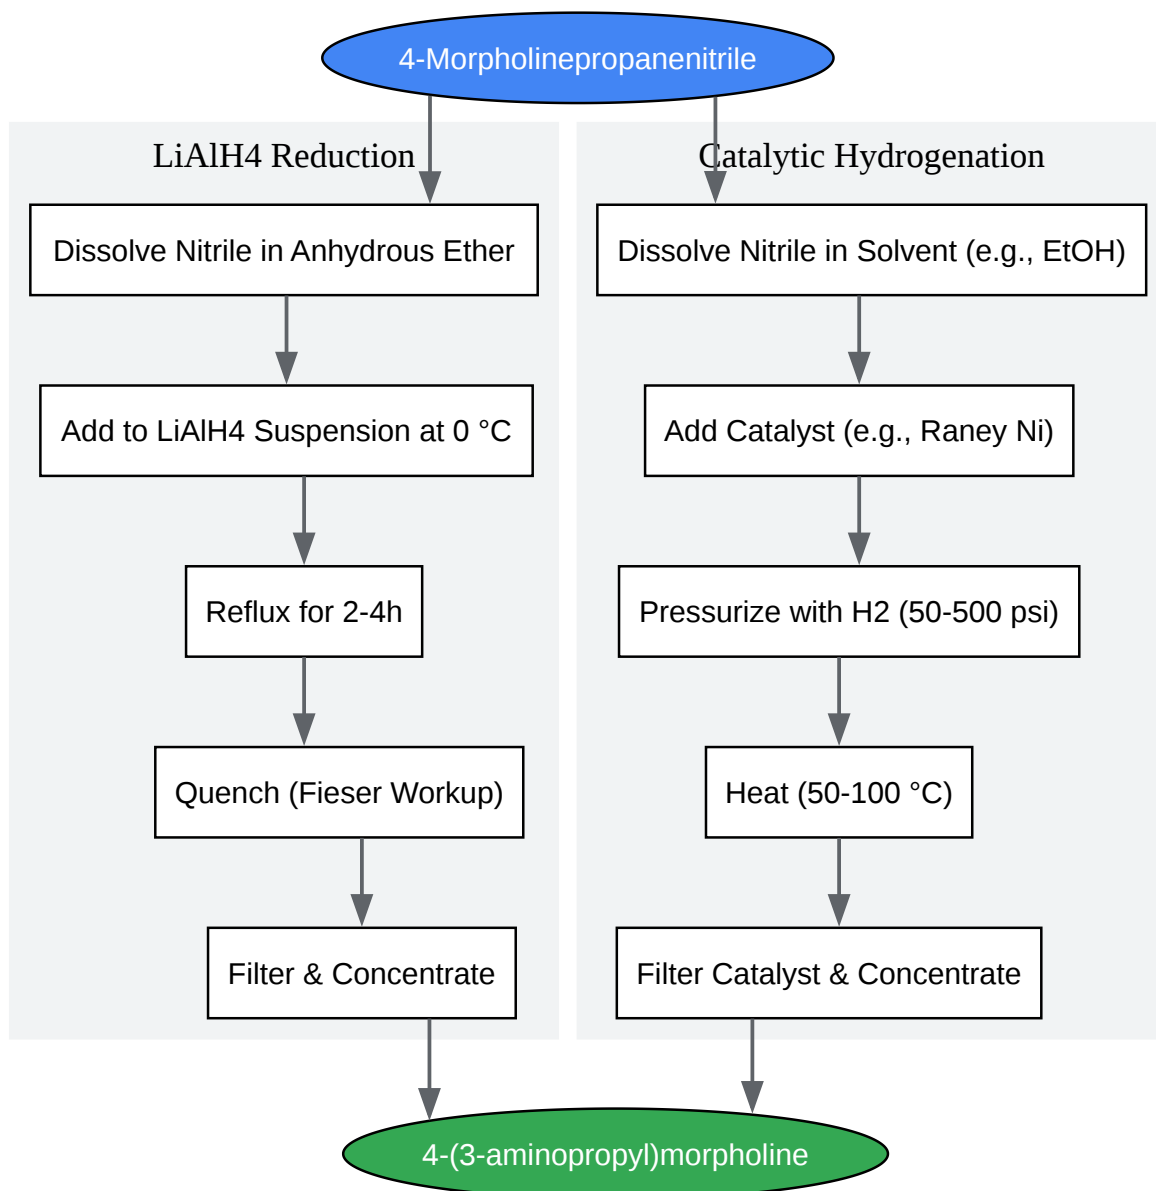 4-Morpholinepropanenitrile
LiAlH4 Reduction
Dissolve Nitrile in Anhydrous Ether
Add to LiAlH4 Suspension at 0 °C
Reflux for 2-4h
Quench (Fieser Workup)
Filter & Concentrate
Catalytic Hydrogenation
Dissolve Nitrile in Solvent (e.g., EtOH)
Add Catalyst (e.g., Raney Ni)
Pressurize with H2 (50-500 psi)
Heat (50-100 °C)
Filter Catalyst & Concentrate
4-(3-aminopropyl)morpholine